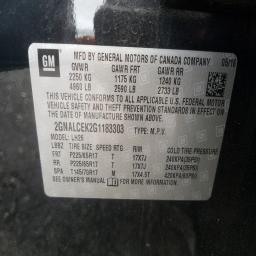 GM
MFD BY GENERAL MOTORS OF CANADA COMPANY
05/16
GVWR GAWR FRT GAWR RR
2250 KG 1175 KG 1240 KG
4960 LB 2590 LB 2733 LB
THIS VEHICLE CONFORMS TO ALL APPLICABLE U.S. FEDERAL MOTOR
VEHICLE SAFETY, BUMPER, AND THEFT PREVENTION STANDARDS IN
EFFECT ON THE DATE OF MANUFACTURE SHOWN ABOVE.
2GNALCEK2G1183303 TYPE: M.P.V.
MODEL: LH26
TIRE SIZE SPEED RTG RIM COLD TIRE PRESSURE
FRT P225/65R17 T 17X7J 240KPA(35PSI)
RR P225/65R17 T 17X7J 240KPA(35PSI)
SPA T145/70R17 M 17X4.5T 420KPA(60PSI)